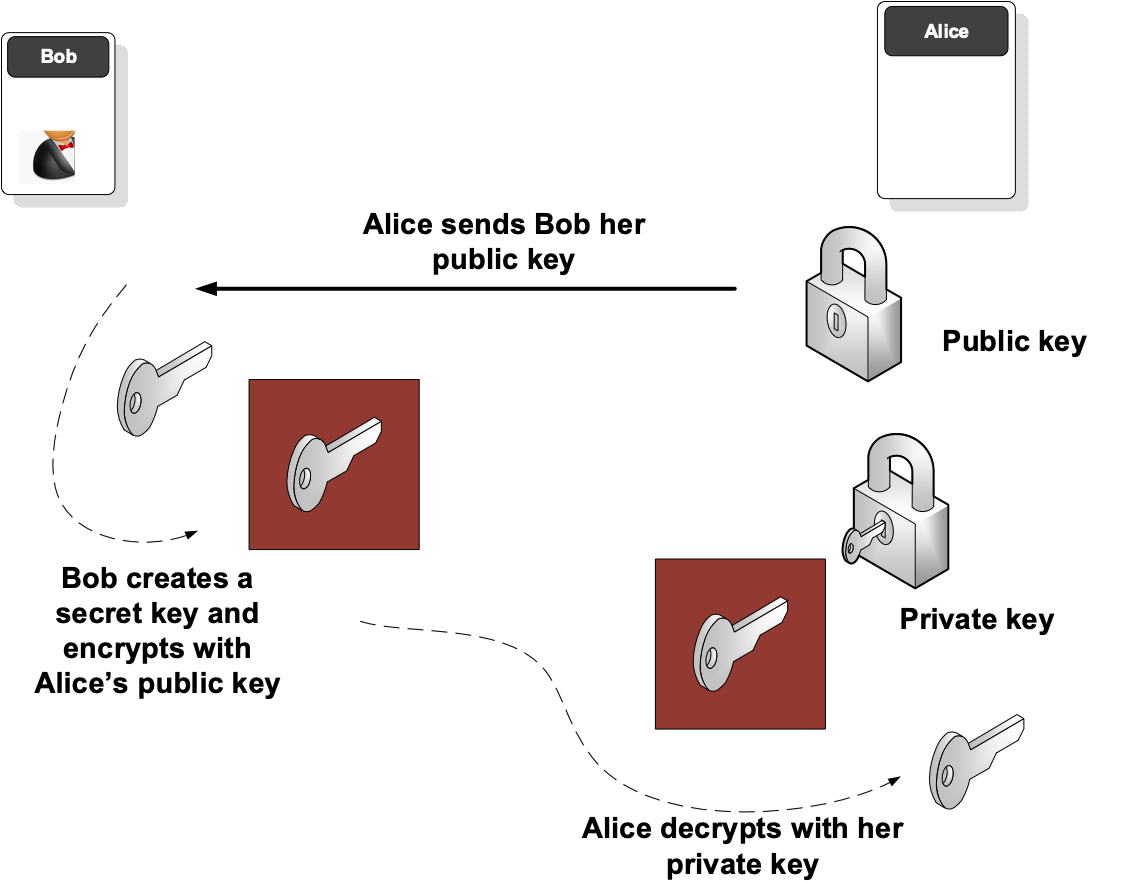 Bob
Alice
Alice sends Bob her
public key
Public key
Bob creates a
secret key and
encrypts with
Alice’s public key
Private key
Alice decrypts with her
private key